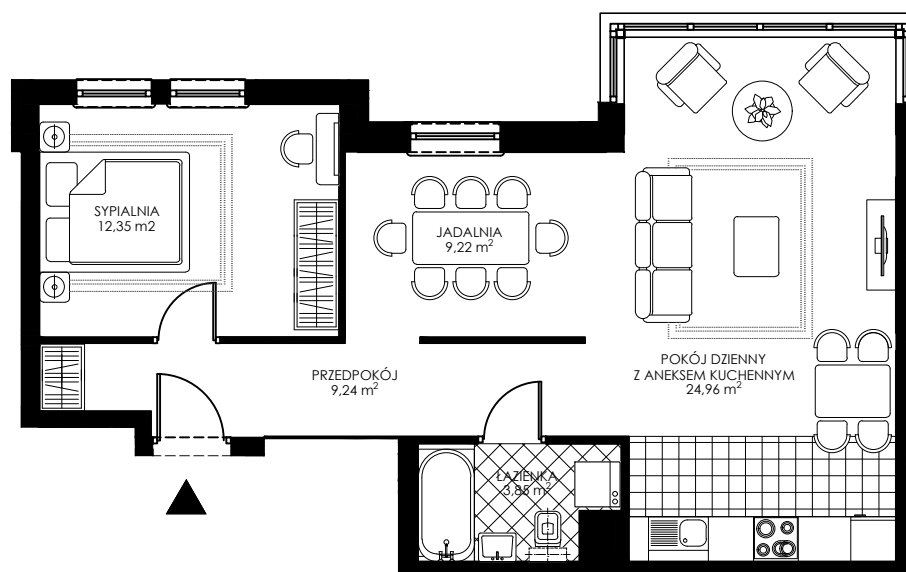 SYPIALNIA
12,35 m2
JADALNIA
9,22 m²
PRZEDPOKÓJ
9,24 m²
POKÓJ DZIENNY
Z ANEKSEM KUCHENNYM
24,96 m²
ŁAZIENKA
3,85 m²